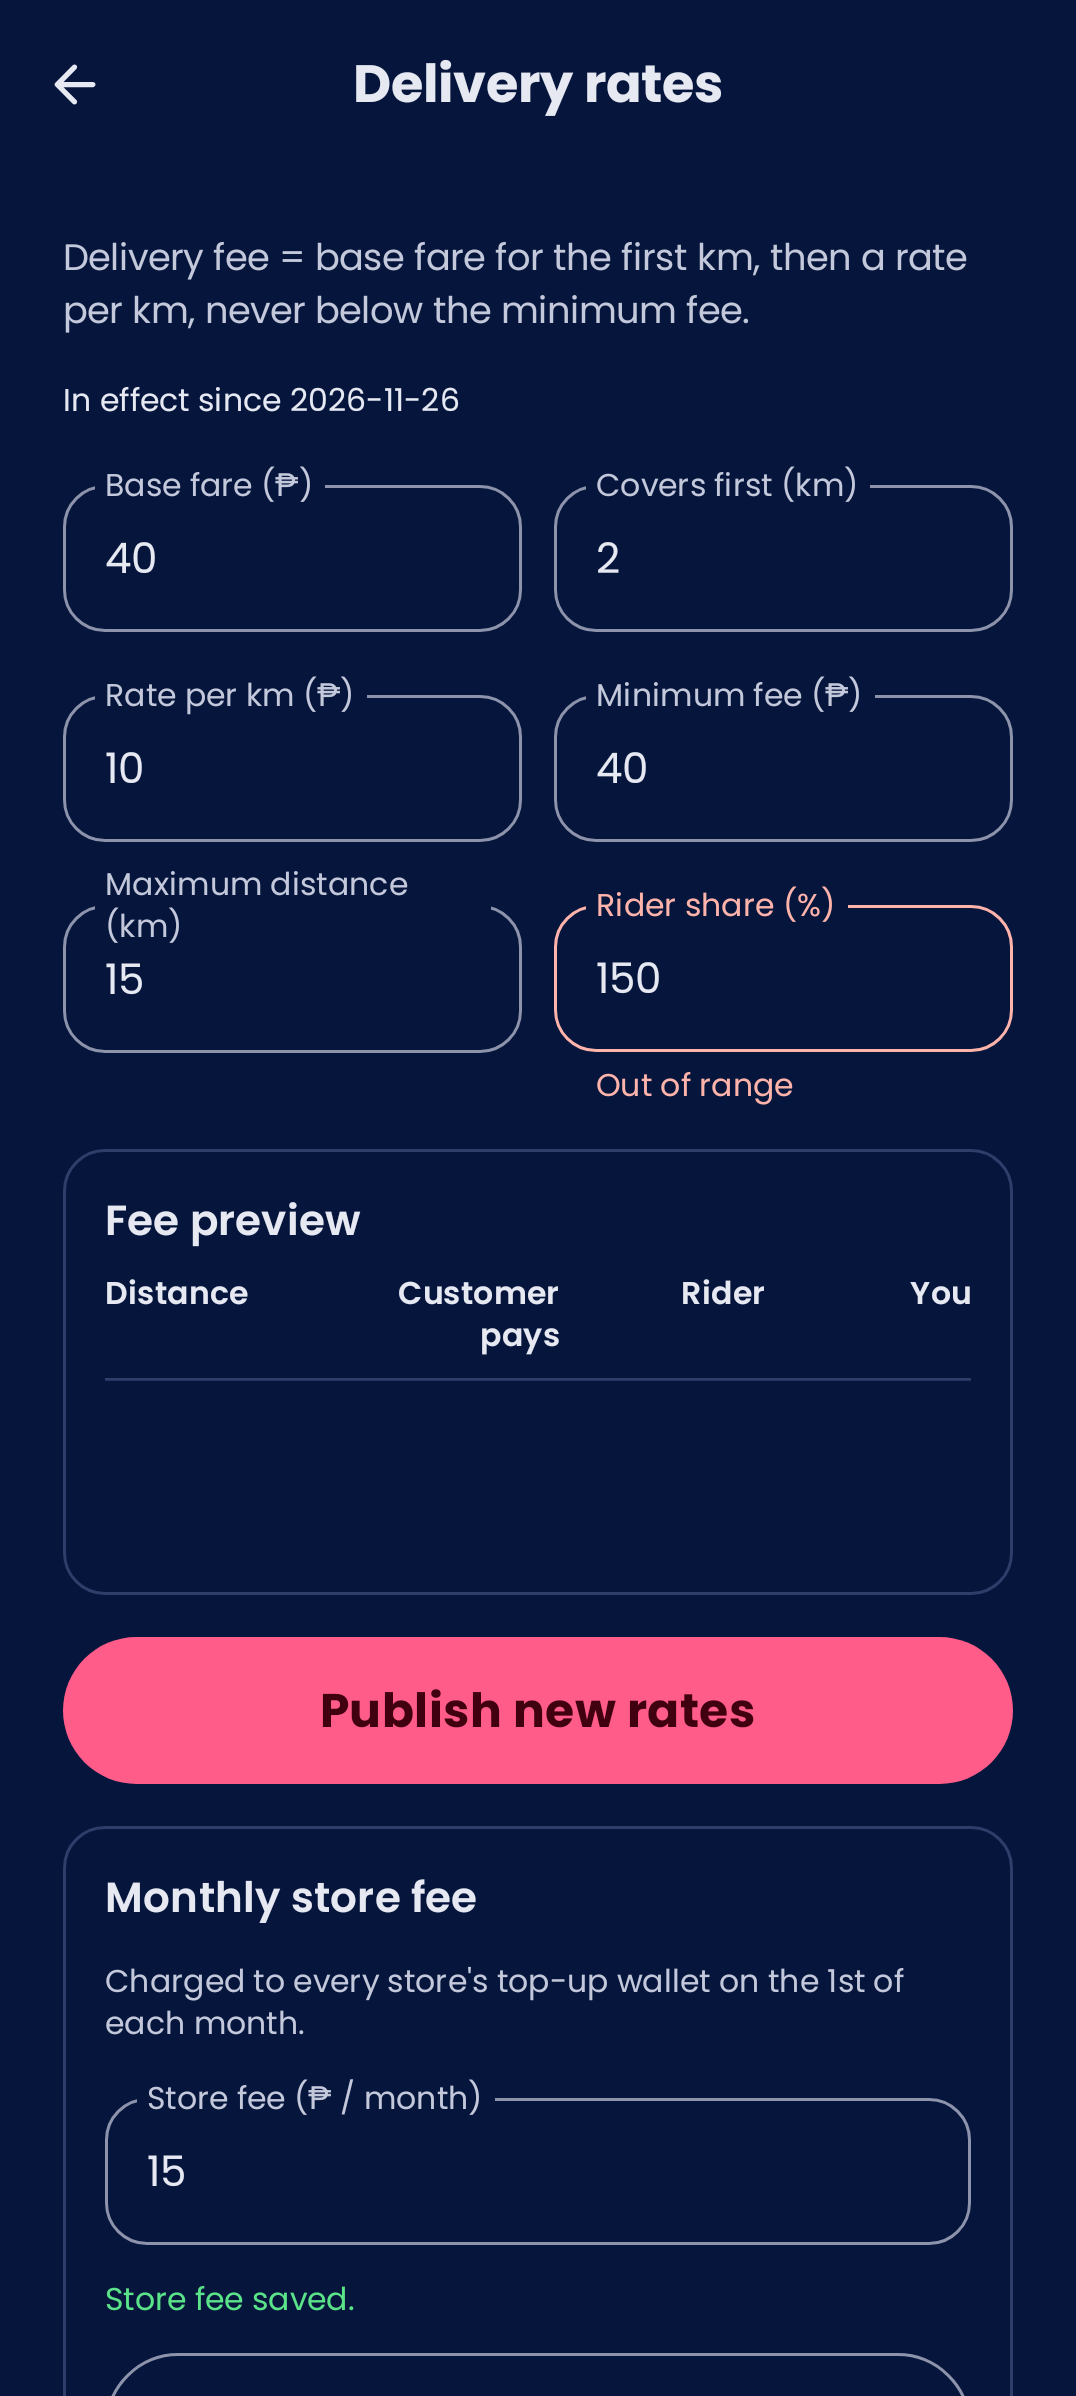 Delivery rates
Delivery fee = base fare for the first km, then a rate
per km, never below the minimum fee.
In effect since 2026-11-26
Base fare (₱)
40
Covers first (km)
2
Rate per km (₱)
10
Minimum fee (₱)
40
Maximum distance
(km)
15
Rider share (%)
150
Out of range
Fee preview
Distance
Customer
pays
Rider
You
Publish new rates
Monthly store fee
Charged to every store's top-up wallet on the 1st of
each month.
Store fee (₱ / month)
15
Store fee saved.